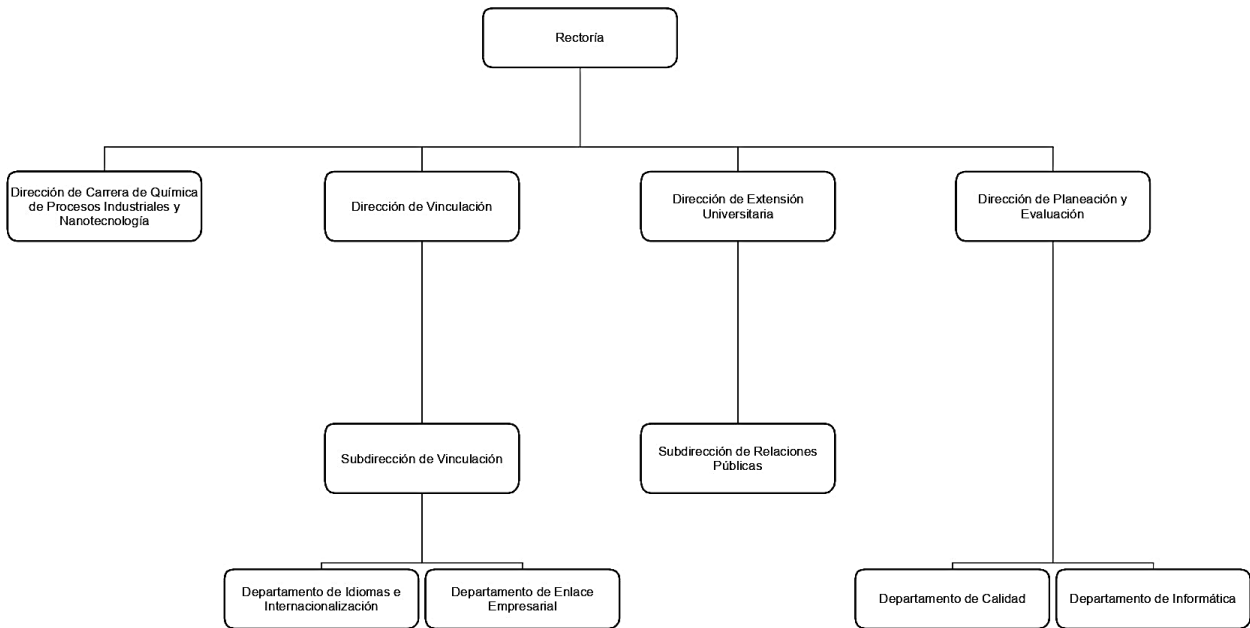 Rectoría
Dirección de Carrera de Química
de Procesos Industriales y
Nanotecnología
Dirección de Vinculación
Dirección de Extensión
Universitaria
Dirección de Planeación y
Evaluación
Subdirección de Vinculación
Subdirección de Relaciones
Públicas
Departamento de Idiomas e
Internacionalización
Departamento de Enlace
Empresarial
Departamento de Calidad
Departamento de Informática